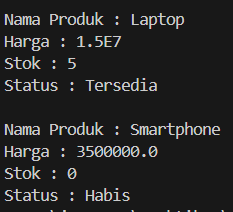 Nama Produk : Laptop
Harga : 1.5E7
Stok : 5
Status : Tersedia
Nama Produk : Smartphone
Harga : 3500000.0
Stok : 0
Status : Habis